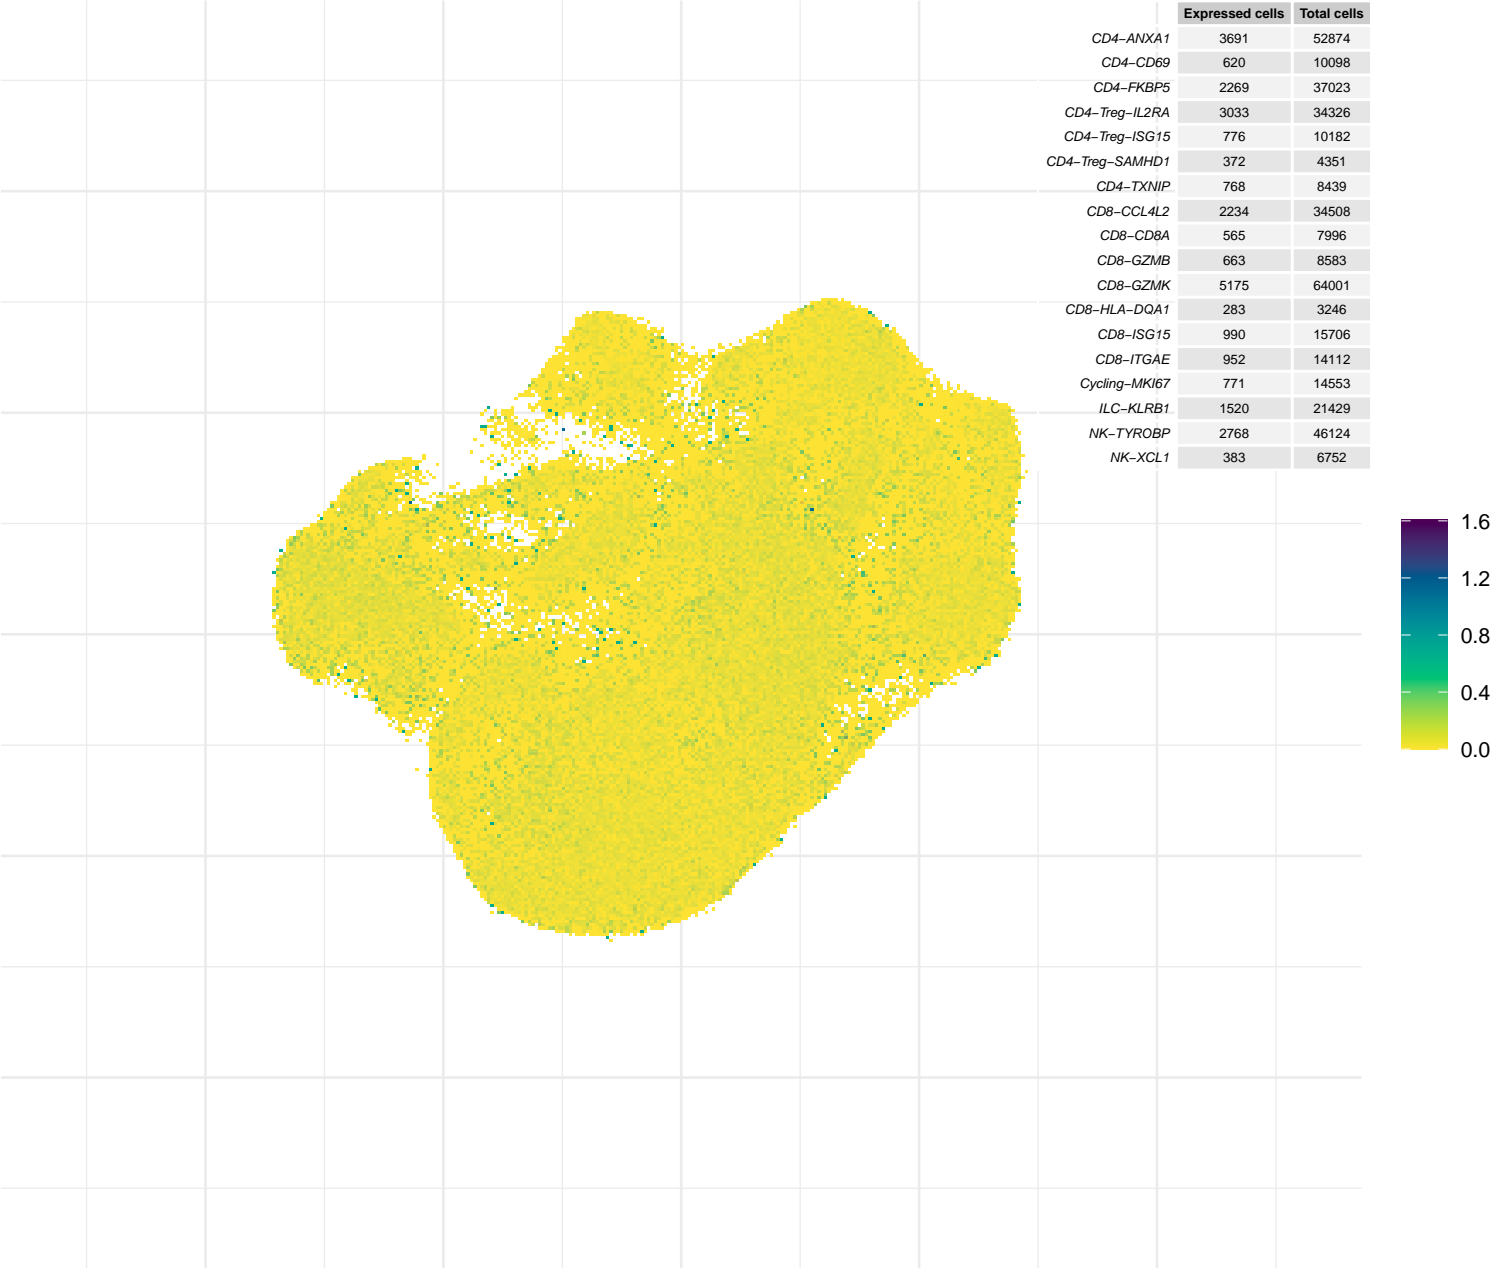 Expressed cells Total cells
CD4−ANXA1 3691 52874
CD4−CD69 620 10098
CD4−FKBP5 2269 37023
CD4−Treg−IL2RA 3033 34326
CD4−Treg−ISG15 776 10182
CD4−Treg−SAMHD1 372 4351
CD4−TXNIP 768 8439
CD8−CCL4L2 2234 34508
CD8−CD8A 565 7996
CD8−GZMB 663 8583
CD8−GZMK 5175 64001
CD8−HLA−DQA1 283 3246
CD8−ISG15 990 15706
CD8−ITGAE 952 14112
Cycling−MKI67 771 14553
ILC−KLRB1 1520 21429
NK−TYROBP 2768 46124
NK−XCL1 383 6752
1.6
1.2
0.8
0.4
0.0